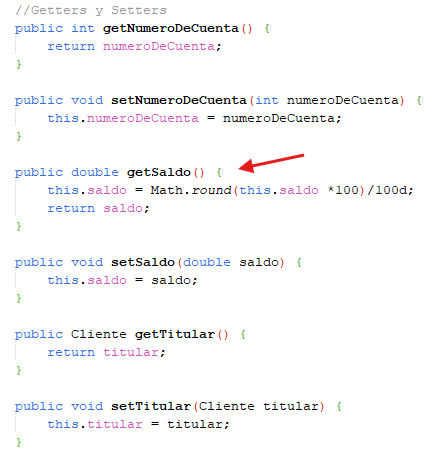 //Getters y Setters
public int getNumeroDeCuenta() {
    return numeroDeCuenta;
}

public void setNumeroDeCuenta(int numeroDeCuenta) {
    this.numeroDeCuenta = numeroDeCuenta;
}

public double getSaldo() {
    this.saldo = Math.round(this.saldo *100)/100d;
    return saldo;
}

public void setSaldo(double saldo) {
    this.saldo = saldo;
}

public Cliente getTitular() {
    return titular;
}

public void setTitular(Cliente titular) {
    this.titular = titular;
}